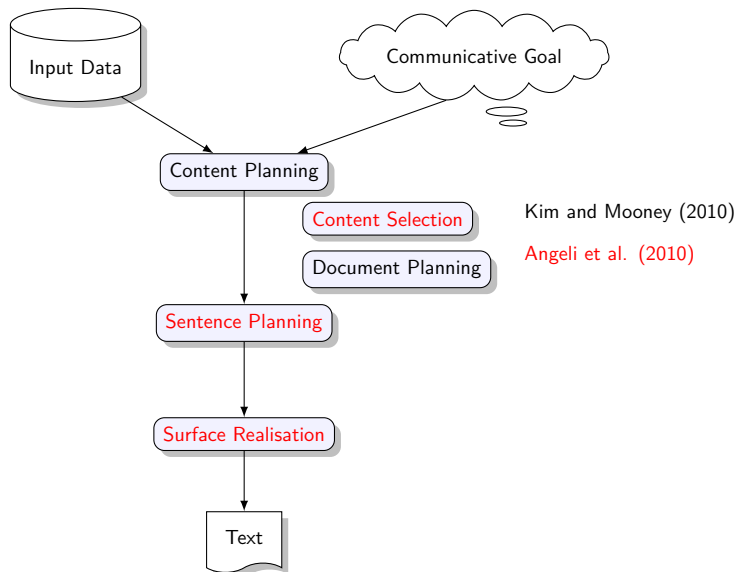 Input Data
Communicative Goal
Content Planning
Content Selection
Kim and Mooney (2010)
Document Planning
Angeli et al. (2010)
Sentence Planning
Surface Realisation
Text